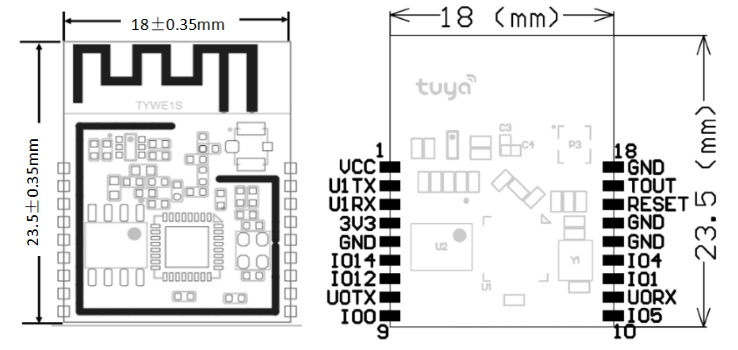 18±0.35mm
23.5±0.35mm
TYWE1S
18 (mm)
23.5 (mm)
tuya
C3
C4
P3
1
18
VCC
GND
U1TX
TOUT
U1RX
RESET
3V3
GND
GND
GND
IO14
IO4
IO12
IO1
U0TX
U0RX
IO0
IO5
9
10
U2
U1
Y1